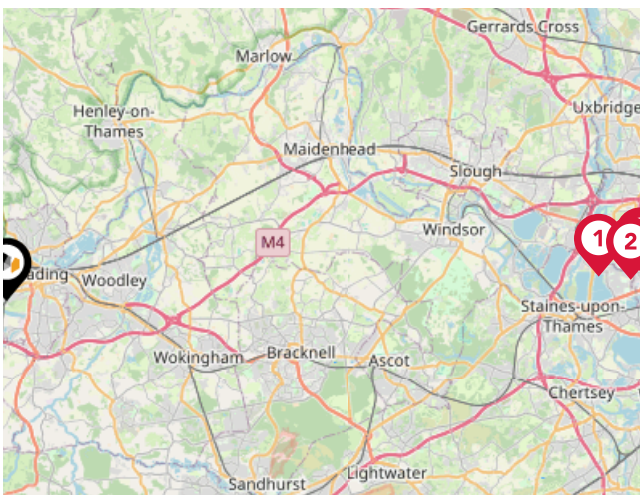 Gerrards Cross
Marlow
Uxbridge
Henley-on-
Thames
Maidenhead
Slough
Windsor
M4
1
2
ading
Woodley
Staines-upon-
Thames
Wokingham
Bracknell
Ascot
Chertsey
Sandhurst
Lightwater